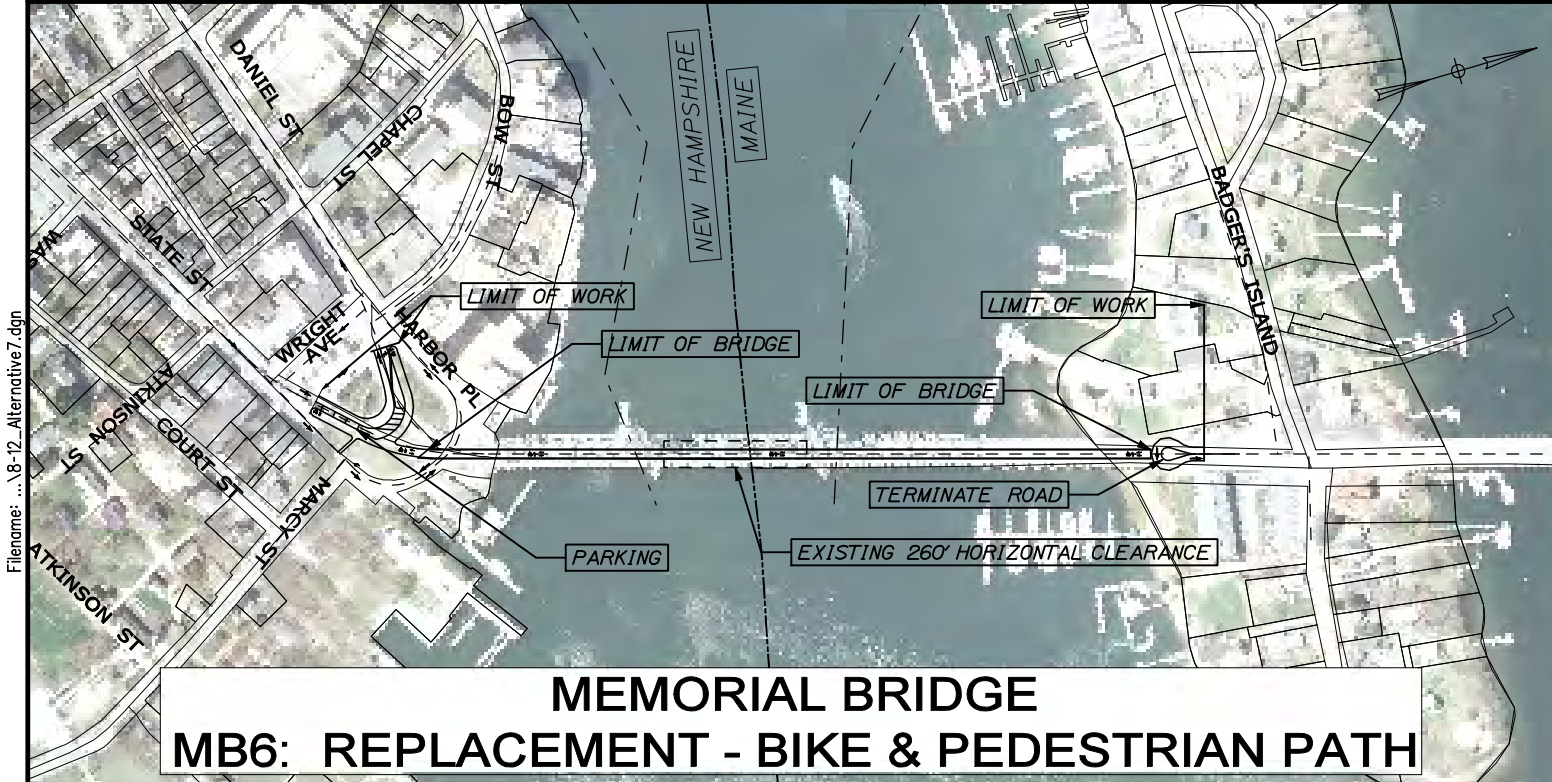 DANIEL ST
CHAPEL ST
BOW ST
NEW HAMPSHIRE
MAINE
BADGER'S ISLAND
STATE ST
WAS
WRIGHT
AVE
HARBOR PL
LIMIT OF WORK
LIMIT OF BRIDGE
LIMIT OF WORK
LIMIT OF BRIDGE
TERMINATE ROAD
EXISTING 260' HORIZONTAL CLEARANCE
PARKING
ATKINSON ST
COURT ST
MARCY ST
ATKINSON ST
Filename: ...\8-12_Alternative7.dgn
MEMORIAL BRIDGE
MB6: REPLACEMENT - BIKE & PEDESTRIAN PATH